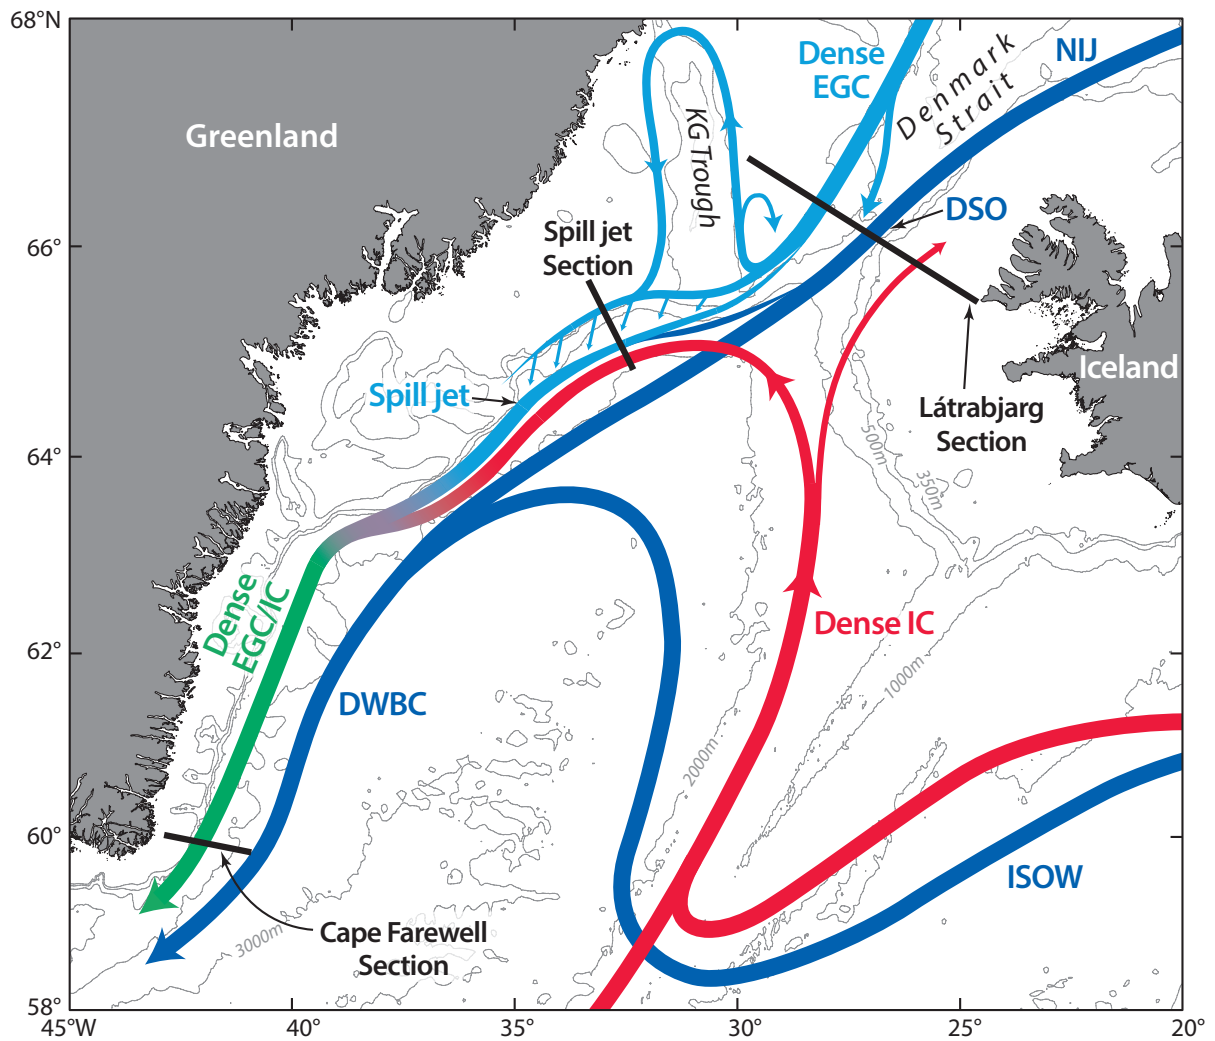 68°N
Dense
EGC
Denmark
Strait
NIJ
Greenland
KG Trough
DSO
66°
Spill jet
Section
Iceland
Spill jet
Látrabjarg
Section
500m
350m
64°
Dense
EGC/IC
Dense IC
62°
1000m
DWBC
2000m
60°
ISOW
Cape Farewell
Section
3000m
58°
45°W
40°
35°
30°
25°
20°